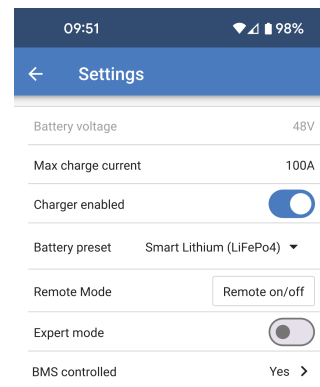 09:51 98%
Settings
Battery voltage 48V
Max charge current 100A
Charger enabled
Battery preset Smart Lithium (LiFePo4)
Remote Mode Remote on/off
Expert mode
BMS controlled Yes